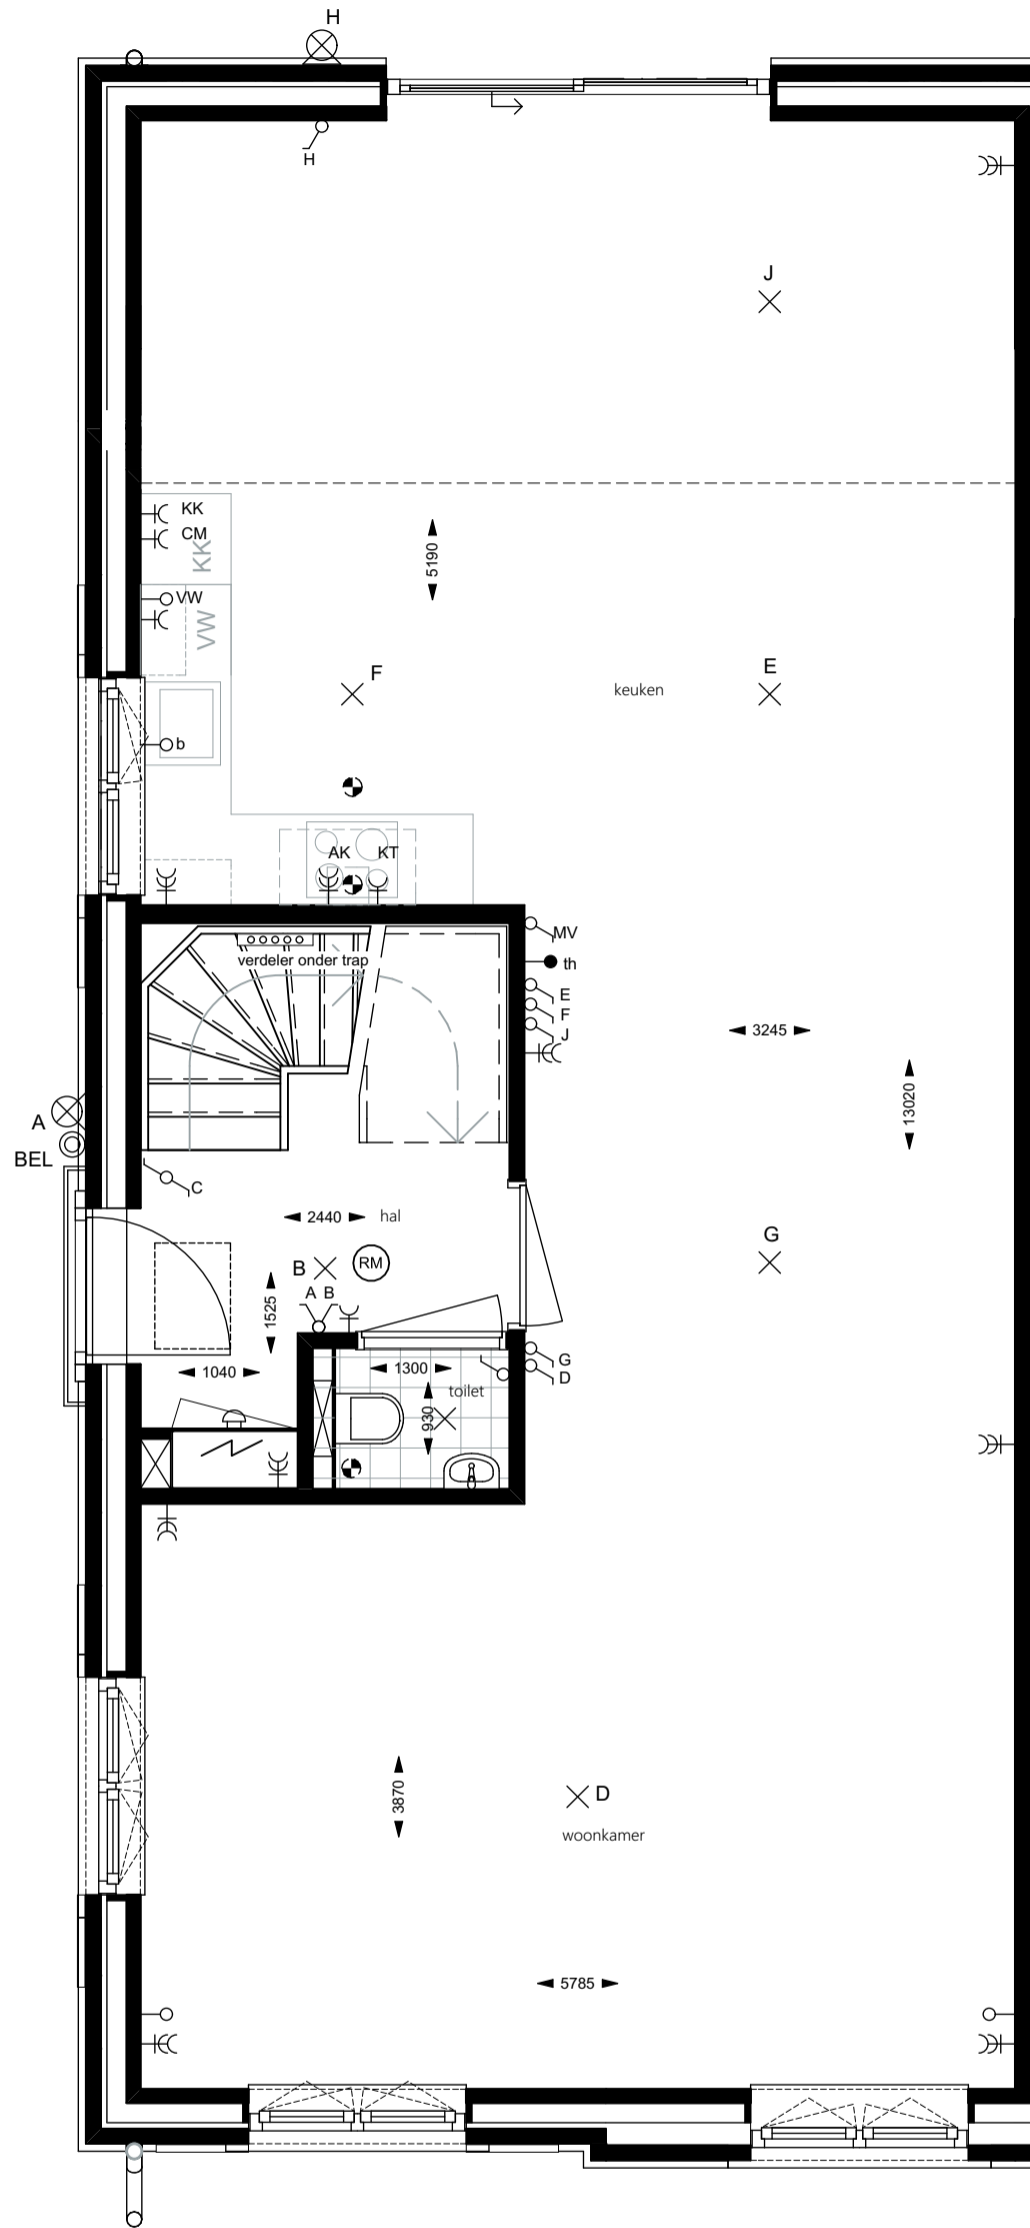 H
H
J
KK
CM
KK
5190
VW
VW
F
E
keuken
b
AK KT
MV
verdeler onder trap
th
E
F
J
3245
13020
A
BEL
C
2440 hal
G
B RM
A B
1525
G
1040
1300
D
toilet
930
3870
D
woonkamer
5785